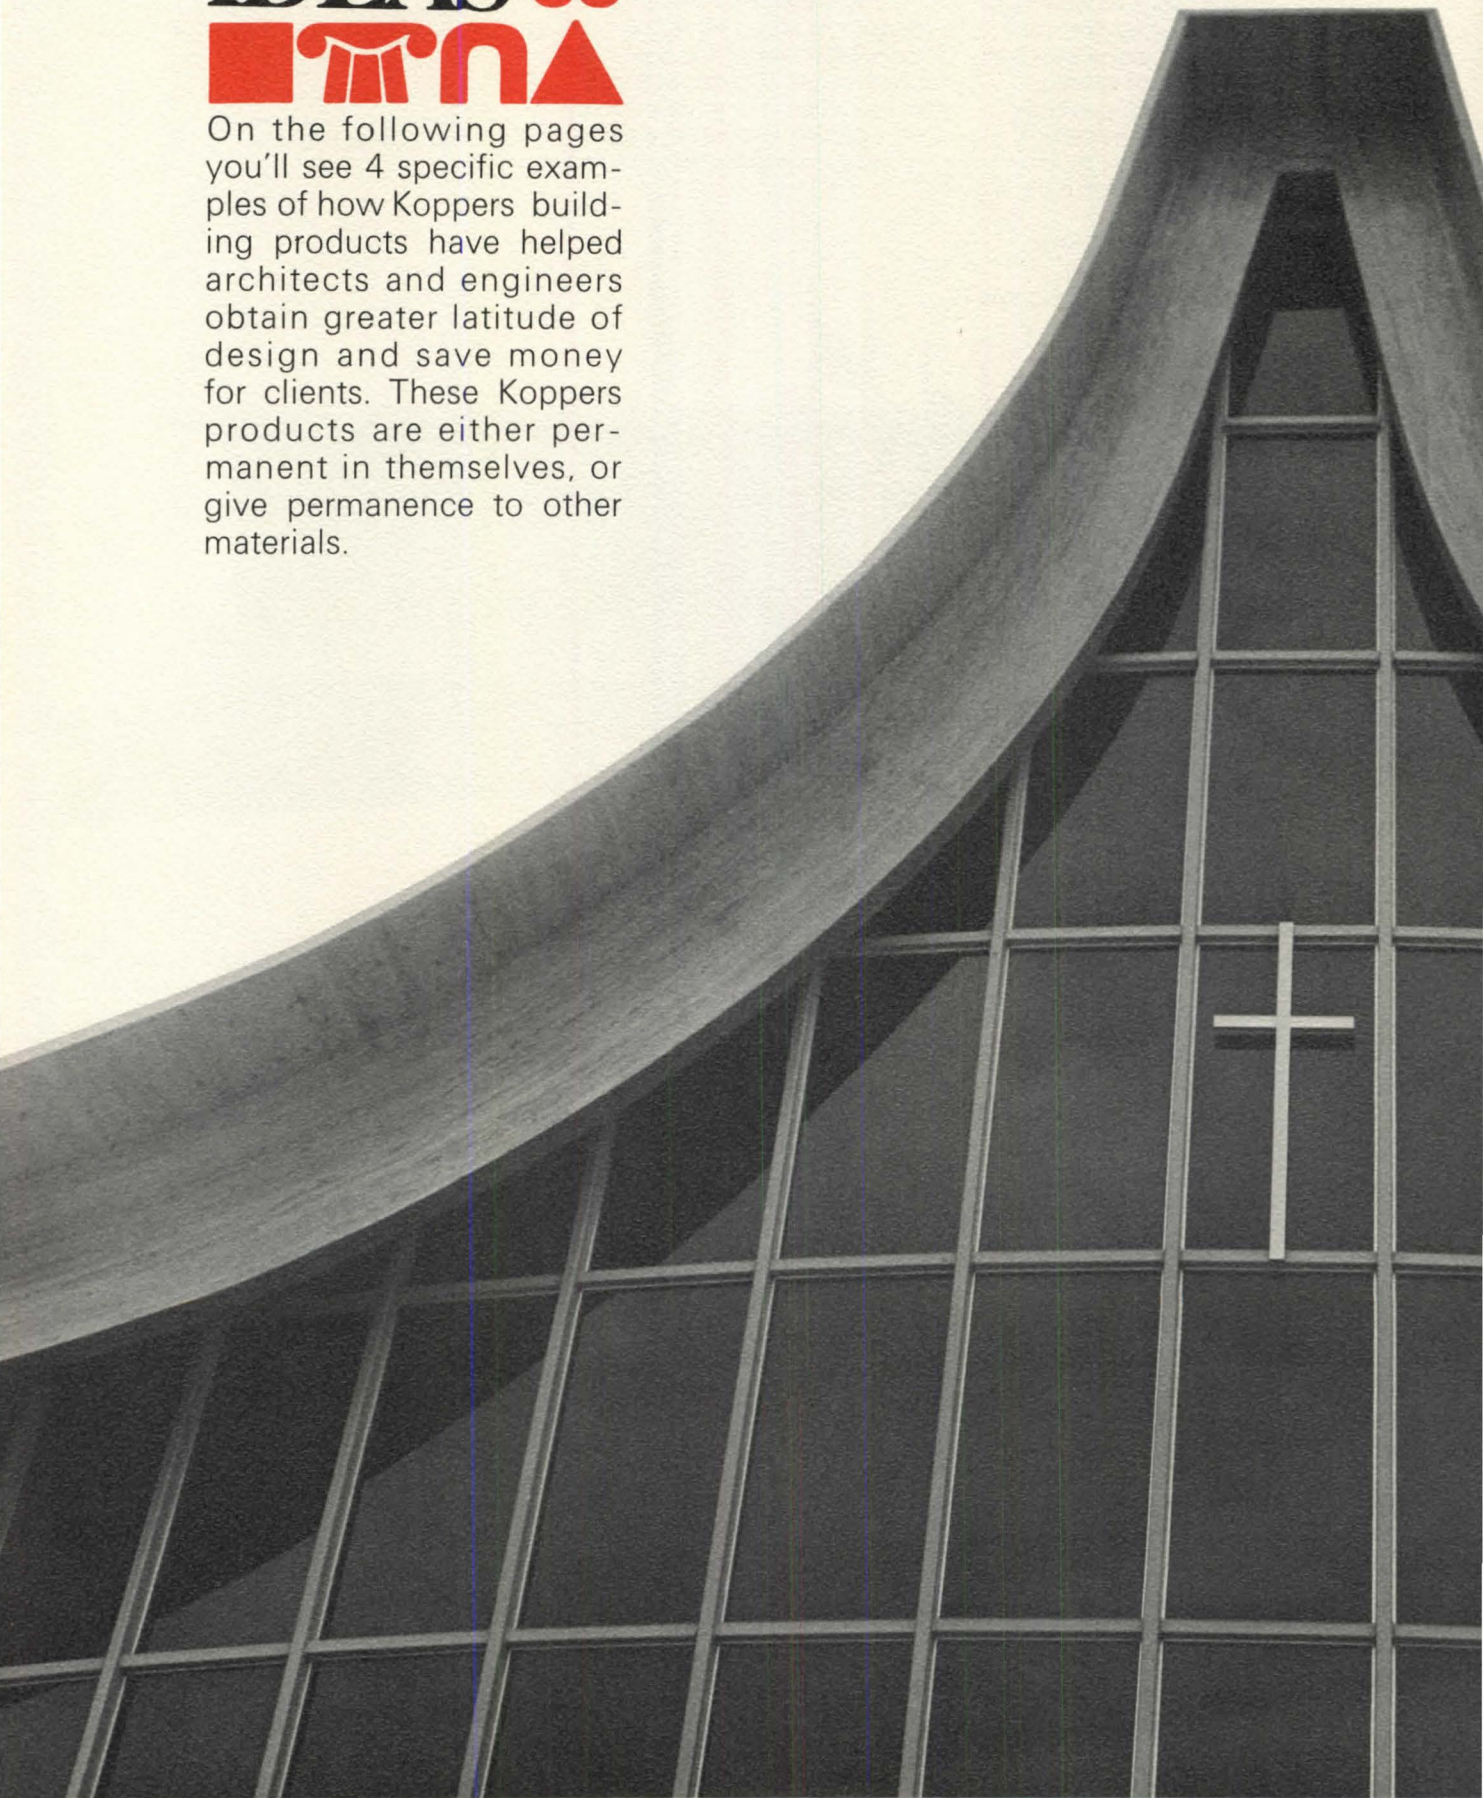 IDEAS
On the following pages
you'll see 4 specific exam-
ples of how Koppers build-
ing products have helped
architects and engineers
obtain greater latitude of
design and save money
for clients. These Koppers
products are either per-
manent in themselves, or
give permanence to other
materials.